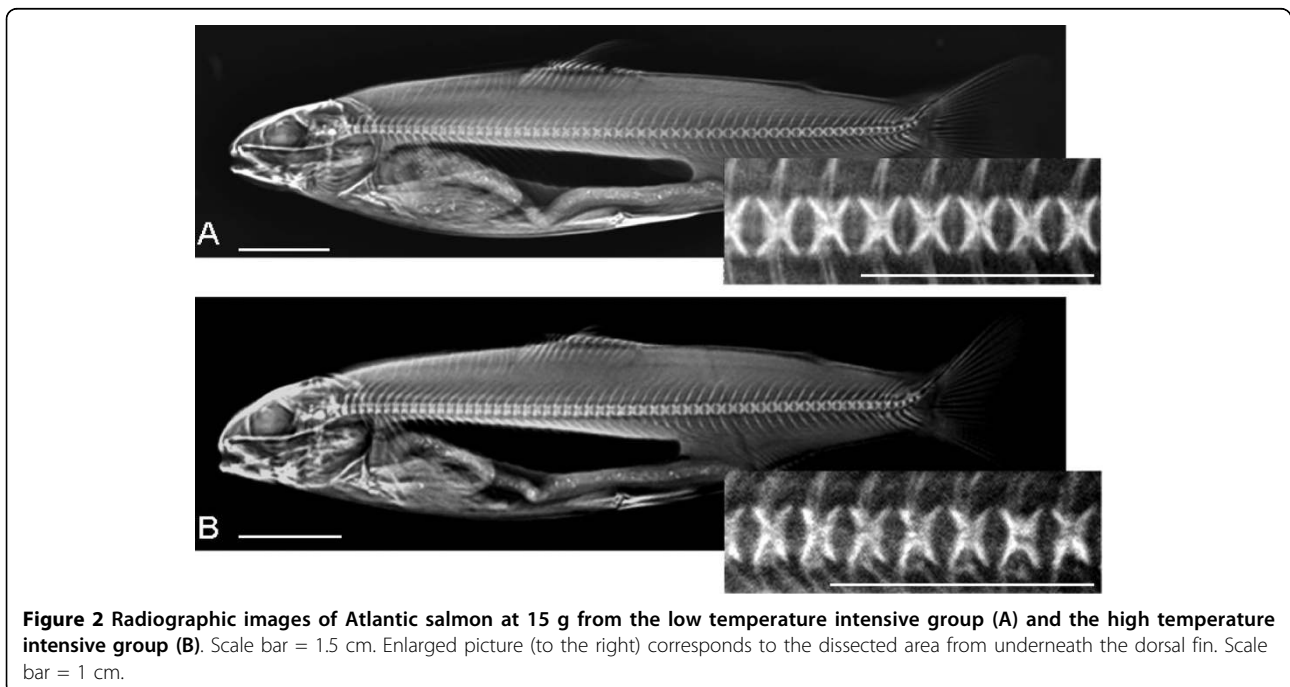 A
B
Figure 2 Radiographic images of Atlantic salmon at 15 g from the low temperature intensive group (A) and the high temperature
intensive group (B). Scale bar = 1.5 cm. Enlarged picture (to the right) corresponds to the dissected area from underneath the dorsal fin. Scale
bar = 1 cm.